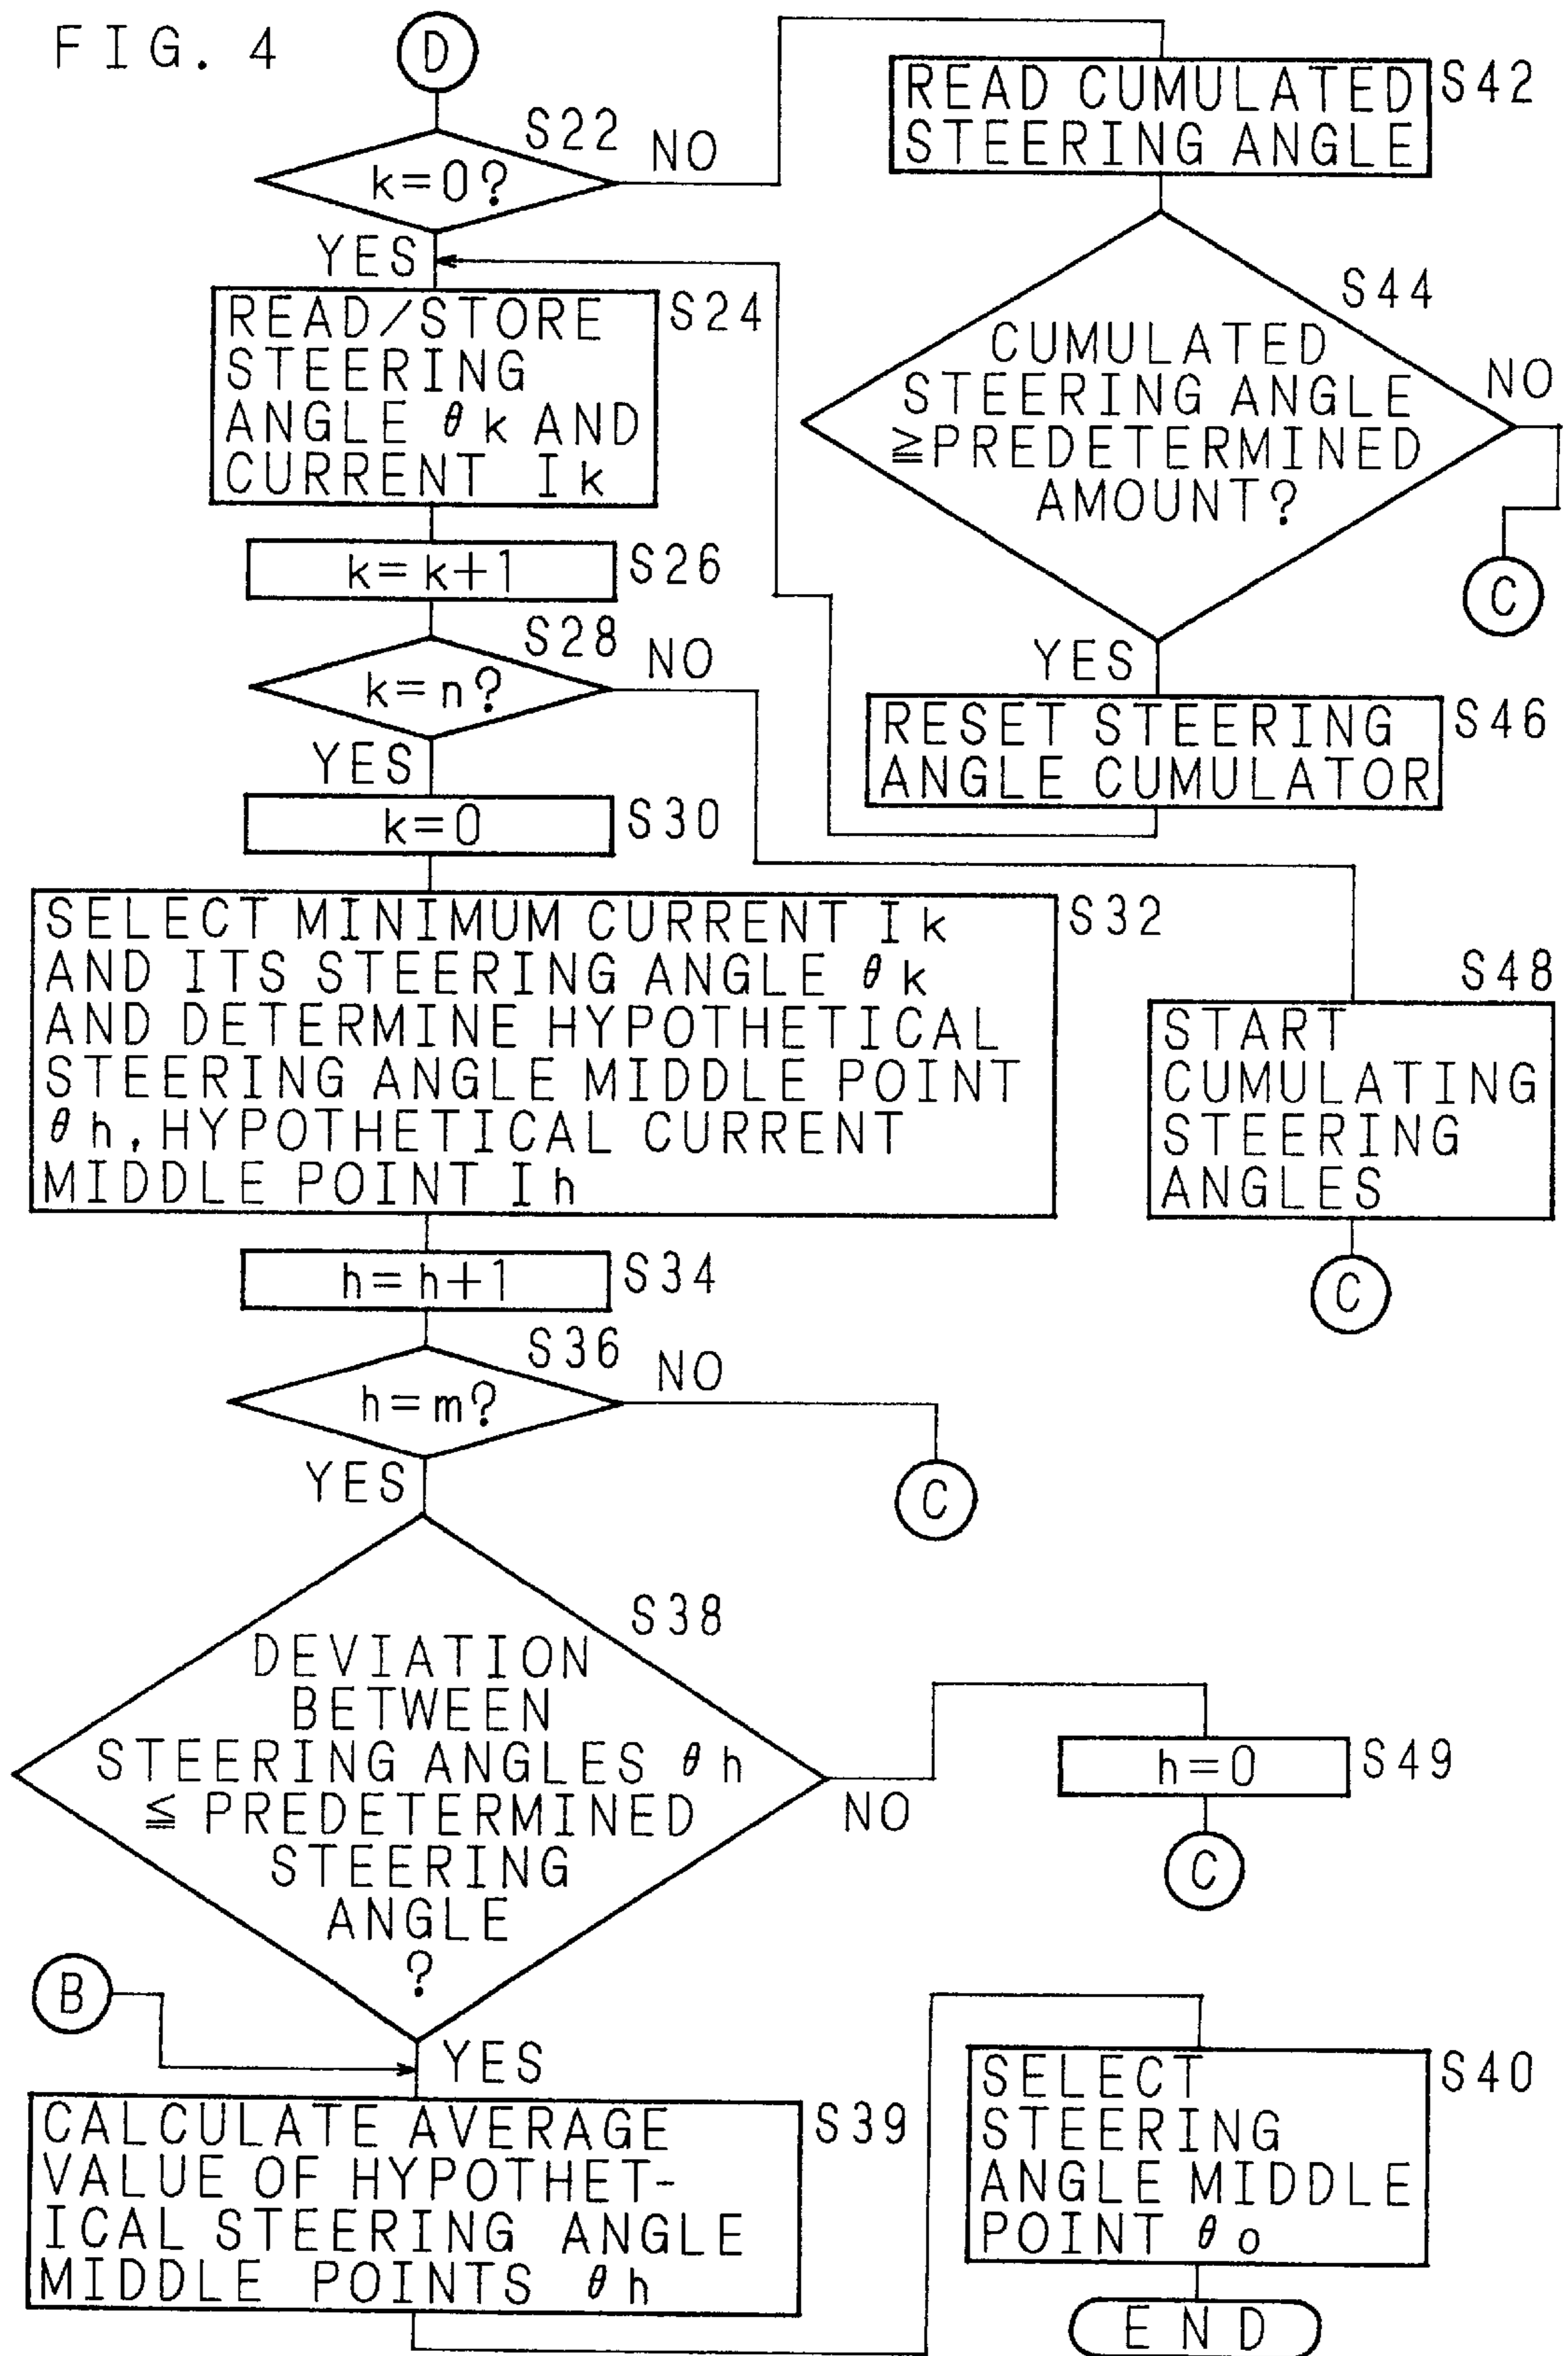 FIG. 4
D
S22
k=0?
NO
YES
READ/STORE
STEERING
ANGLE θk AND
CURRENT Ik
S24
k=k+1
S26
S28
k=n?
NO
YES
k=0
S30
SELECT MINIMUM CURRENT Ik
AND ITS STEERING ANGLE θk
AND DETERMINE HYPOTHETICAL
STEERING ANGLE MIDDLE POINT
θh, HYPOTHETICAL CURRENT
MIDDLE POINT Ih
S32
h=h+1
S34
S36
h=m?
NO
C
YES
S38
DEVIATION
BETWEEN
STEERING ANGLES θh
≦ PREDETERMINED
STEERING
ANGLE
?
NO
h=0
S49
C
B
YES
CALCULATE AVERAGE
VALUE OF HYPOTHET-
ICAL STEERING ANGLE
MIDDLE POINTS θh
S39
SELECT
STEERING
ANGLE MIDDLE
POINT θo
S40
END
READ CUMULATED
STEERING ANGLE
S42
S44
CUMULATED
STEERING ANGLE
≧PREDETERMINED
AMOUNT?
NO
C
YES
RESET STEERING
ANGLE CUMULATOR
S46
S48
START
CUMULATING
STEERING
ANGLES
C